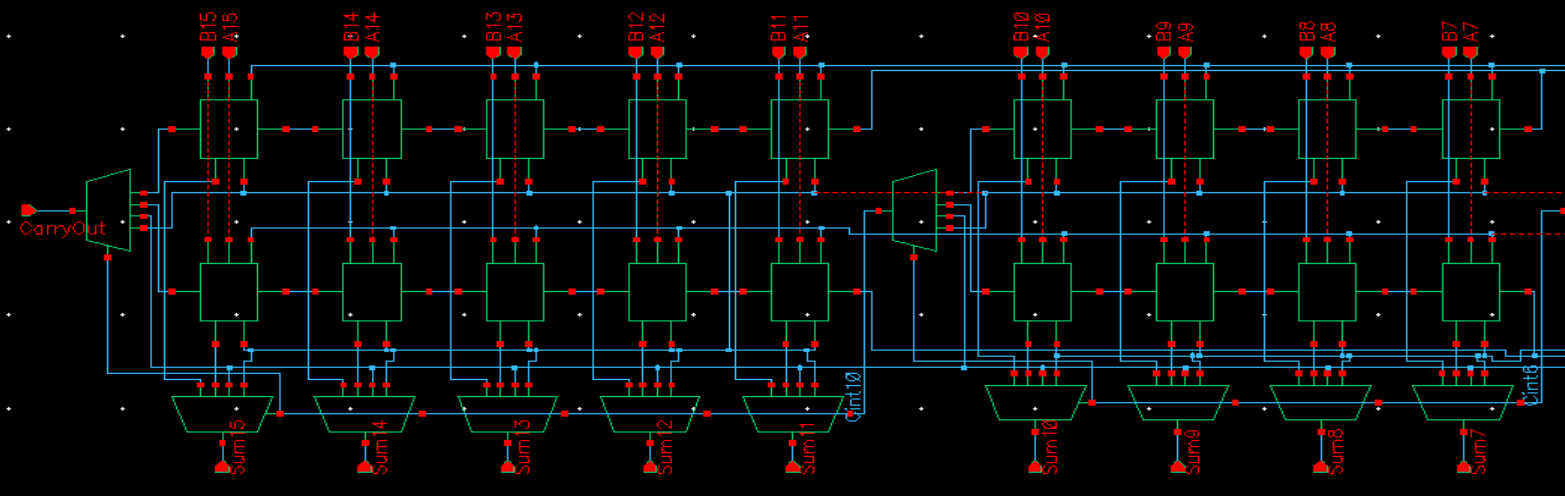 B15 A15 B14 A14 B13 A13 B12 A12 B11 A11 B10 A10 B9 A9 B8 A8 B7 A7
CarryOut
Cint10 Cint6
Sum15 Sum14 Sum13 Sum12 Sum11 Sum10 Sum9 Sum8 Sum7